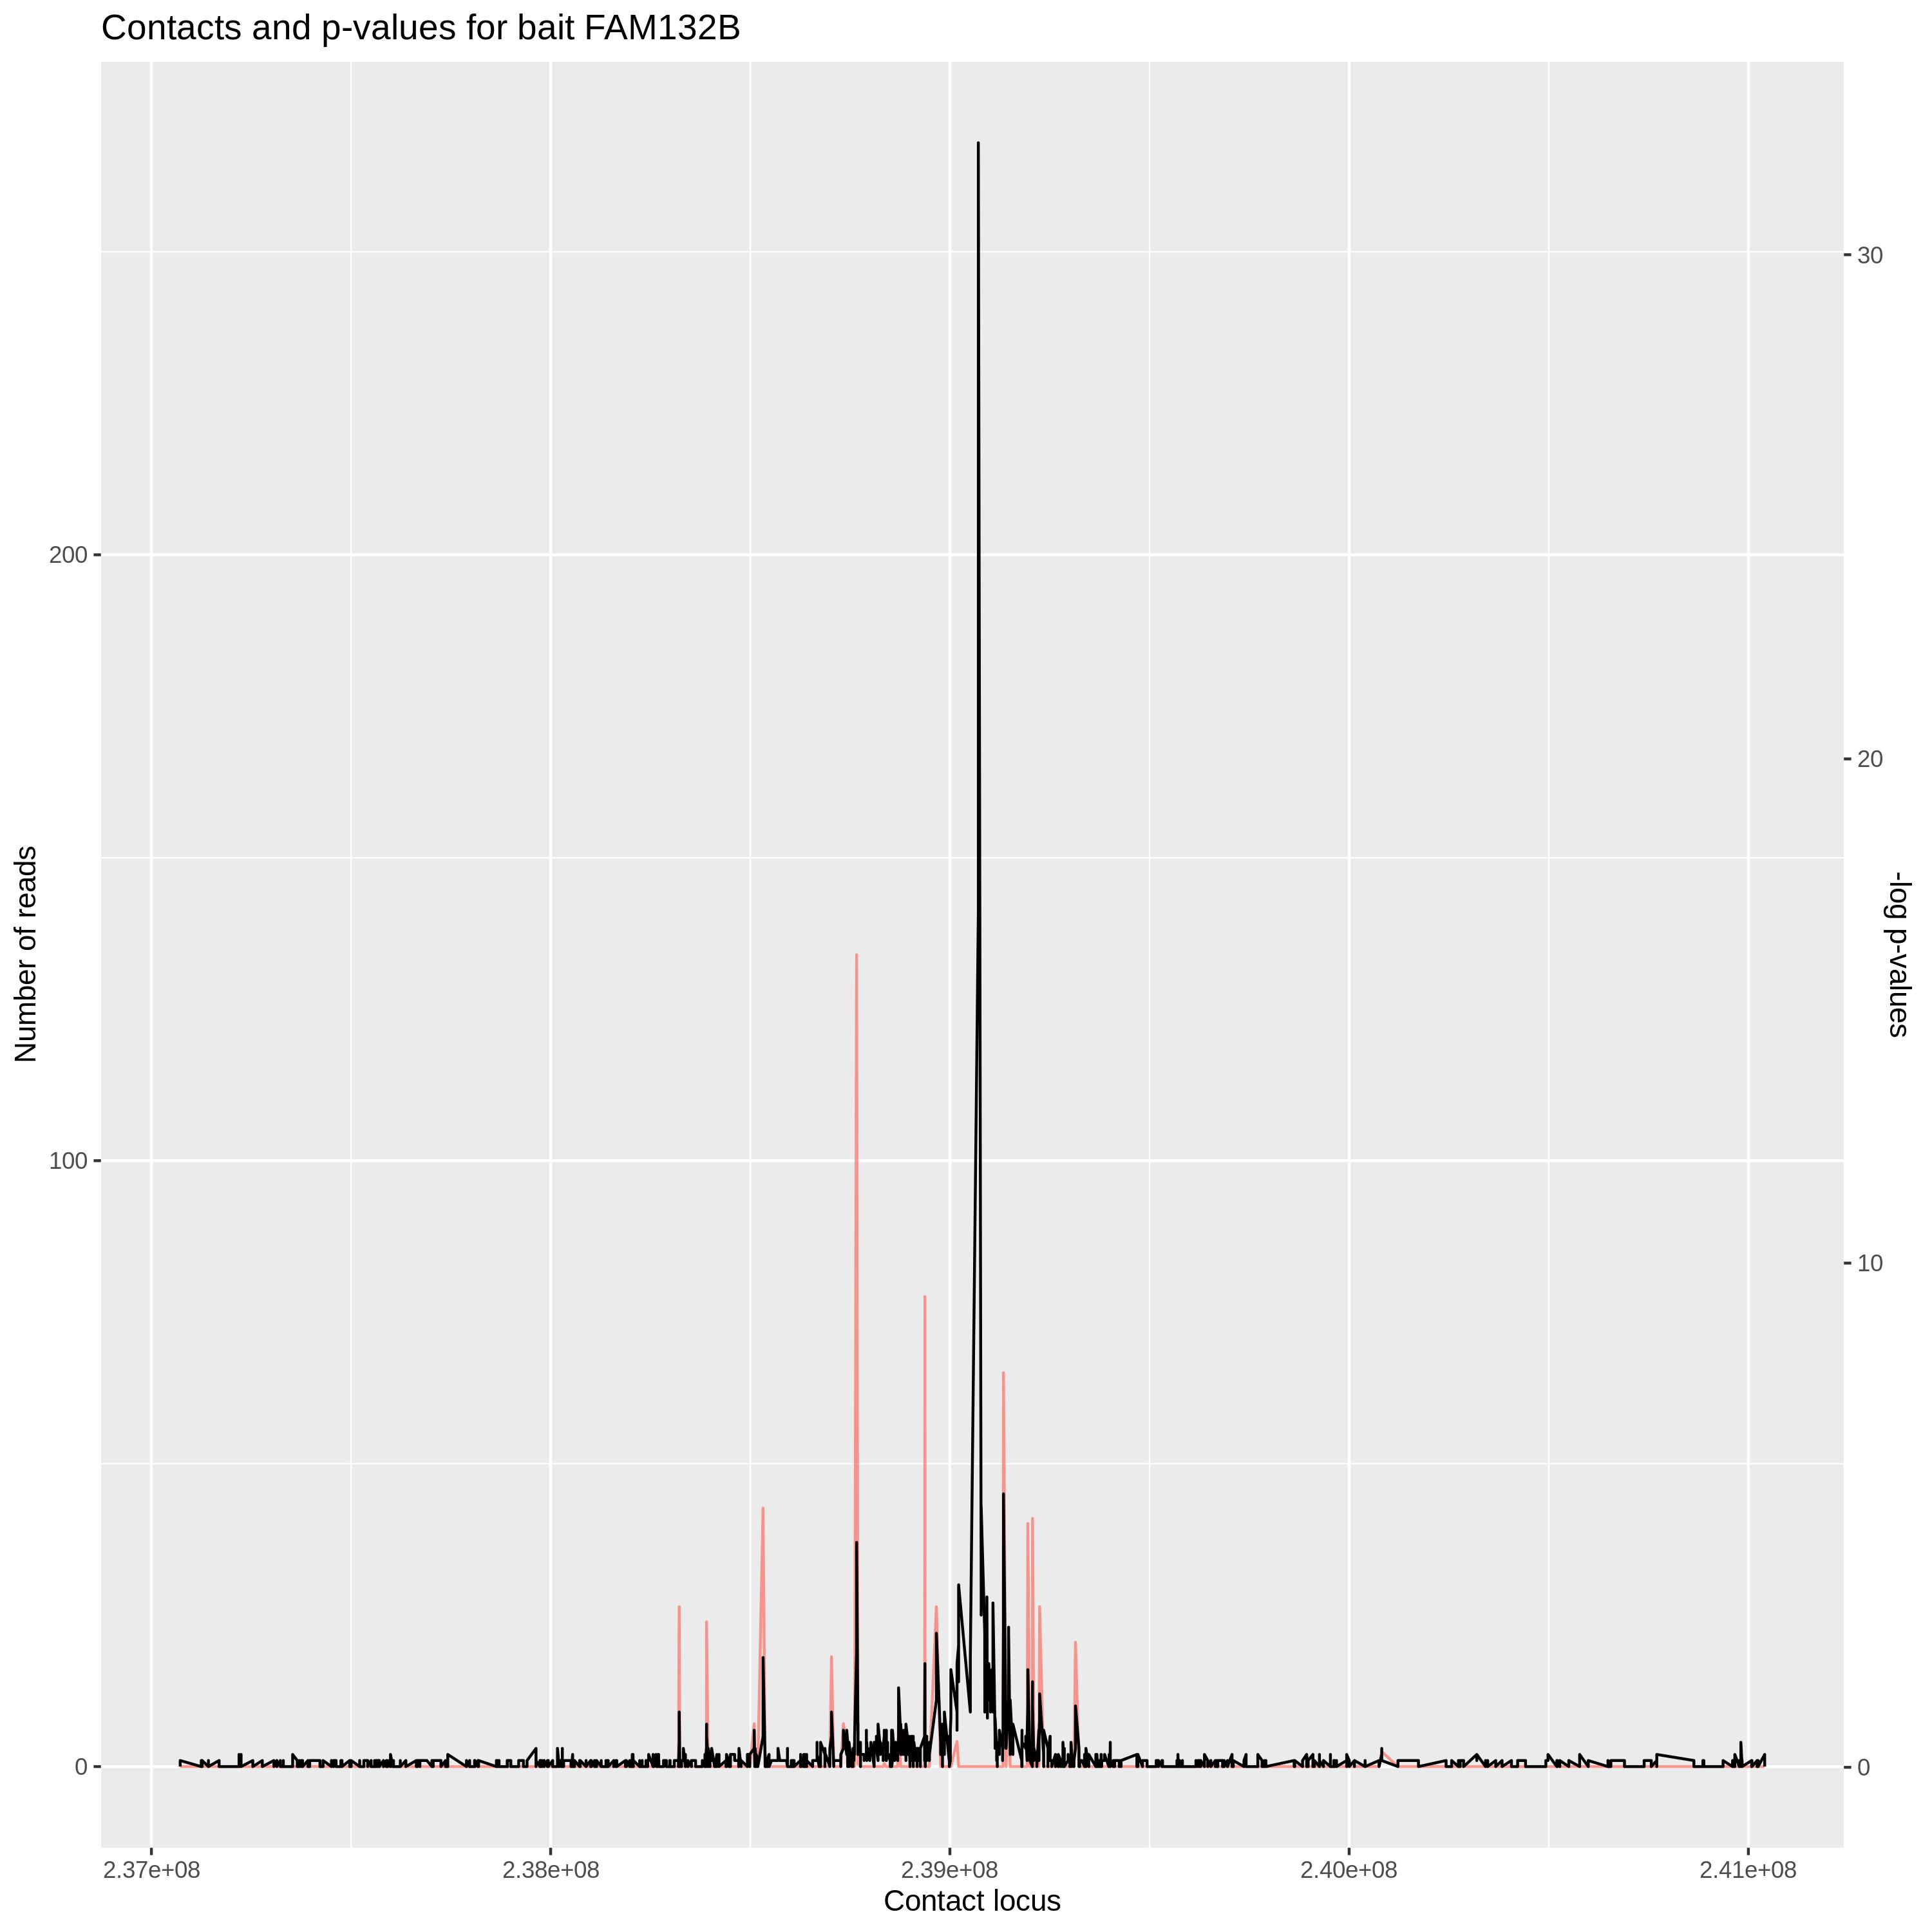 Contacts and p-values for bait FAM132B
Number of reads
200
100
0
30
20
10
0
-log p-values
2.37e+08
2.38e+08
2.39e+08
2.40e+08
2.41e+08
Contact locus